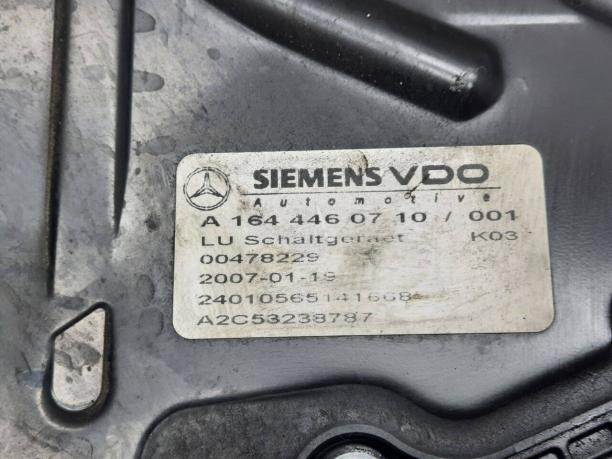 SIEMENS VDO
Automotive
A 164 446 07 10 / 001
LU Schaltgeraet K03
00478229
2007-01-19
24010565141668
A2C53238787